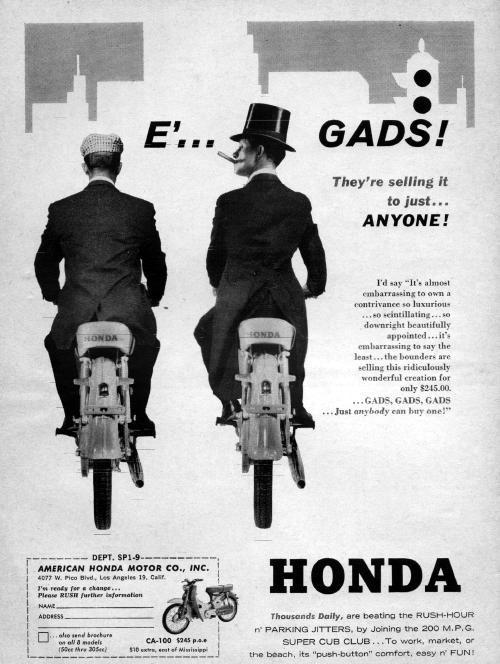 E'... GADS!
They're selling it
to just...
ANYONE!
I'd say "It's almost
embarrassing to own a
contrivance so luxurious
...so scintillating...so
downright beautifully
appointed...it's
embarrassing to say the
least...the bounders are
selling this ridiculously
wonderful creation for
only $245.00.
...GADS, GADS, GADS
...Just anybody can buy one!"
HONDA
HONDA
DEPT. SP1-9
AMERICAN HONDA MOTOR CO., INC.
4077 W. Pico Blvd., Los Angeles 19, Calif.
I'm ready for a change...
Please RUSH further information
NAME
ADDRESS
...also send brochure
on all 8 models
(50cc thru 305cc)
CA-100 $245 p.o.e
$10 extra, east of Mississippi
HONDA
Thousands Daily, are beating the RUSH-HOUR
n' PARKING JITTERS, by Joining the 200 M.P.G.
SUPER CUB CLUB...To work, market, or
the beach, its "push-button" comfort, easy n' FUN!